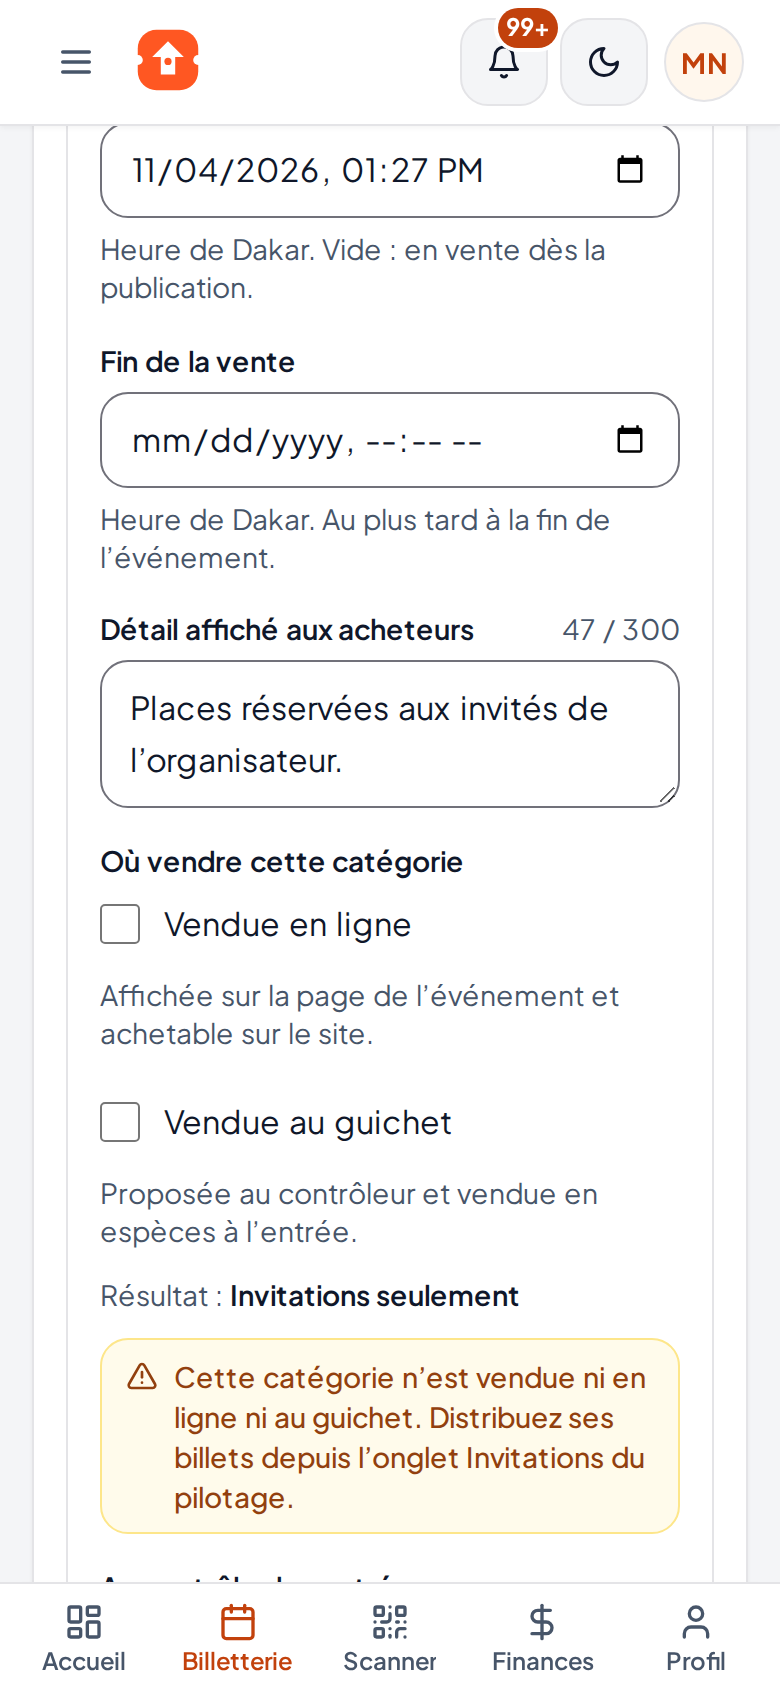 99+
MN
11/04/2026, 01:27 PM
Heure de Dakar. Vide : en vente dès la
publication.
Fin de la vente
mm/dd/yyyy, --:-- --
Heure de Dakar. Au plus tard à la fin de
l’événement.
Détail affiché aux acheteurs 47 / 300
Places réservées aux invités de
l’organisateur.
Où vendre cette catégorie
Vendue en ligne
Affichée sur la page de l’événement et
achetable sur le site.
Vendue au guichet
Proposée au contrôleur et vendue en
espèces à l’entrée.
Résultat : Invitations seulement
Cette catégorie n’est vendue ni en
ligne ni au guichet. Distribuez ses
billets depuis l’onglet Invitations du
pilotage.
Accueil Billetterie Scanner Finances Profil